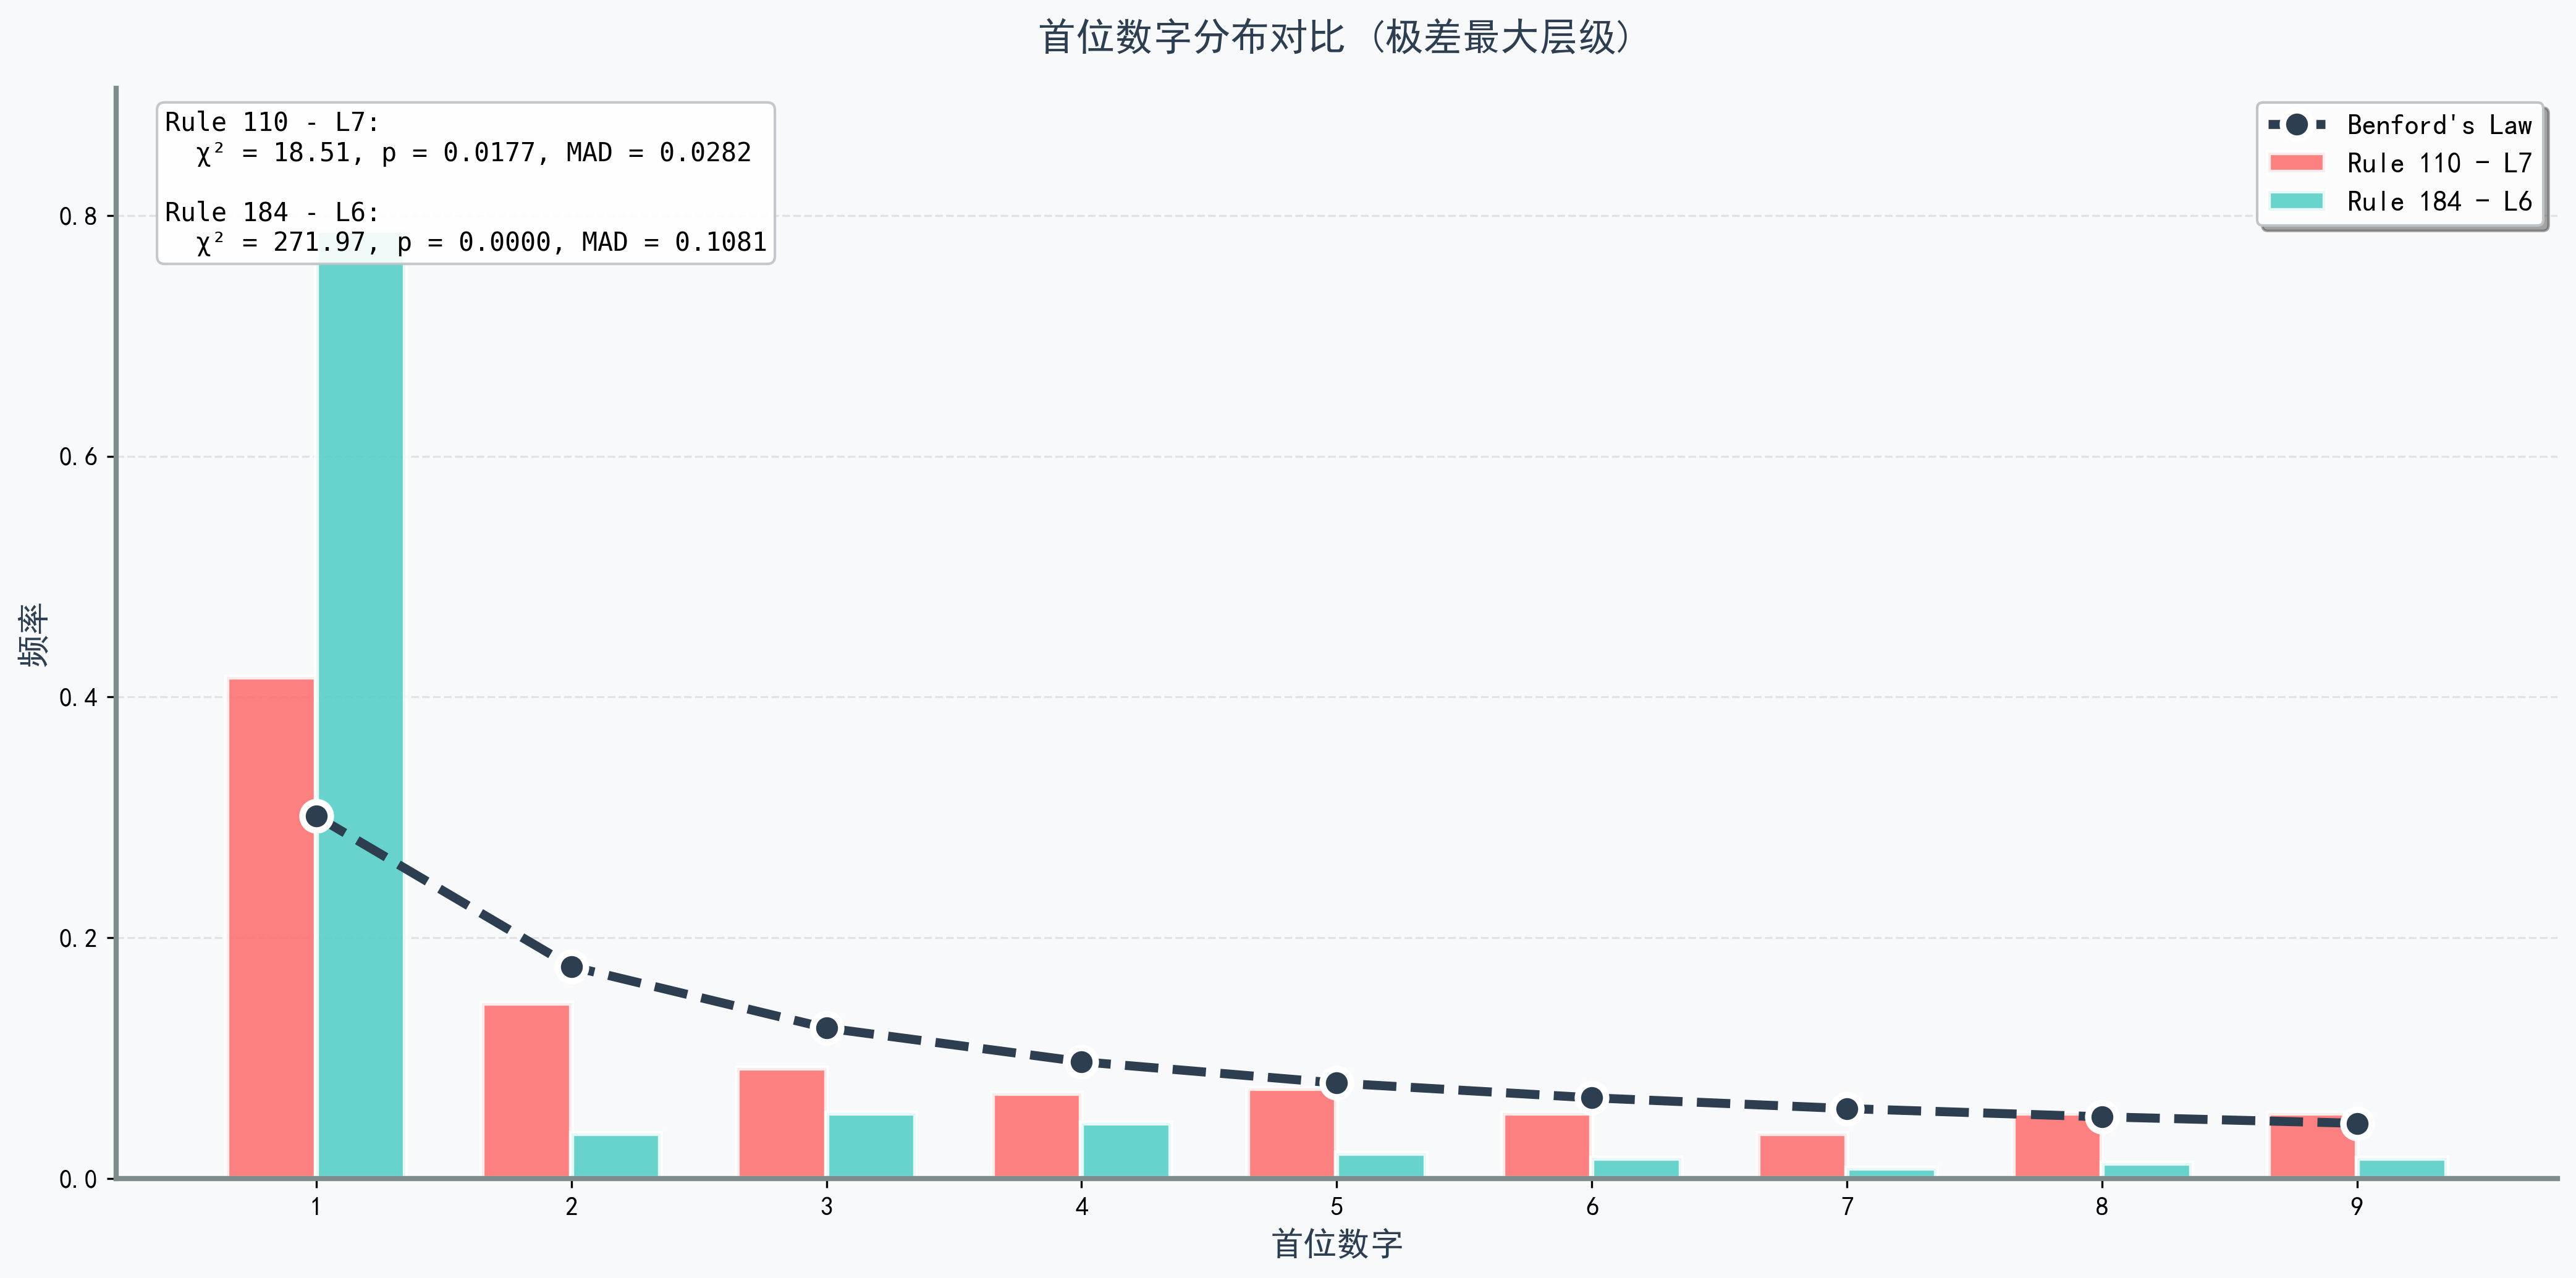 首位数字分布对比 (极差最大层级)
Rule 110 - L7:
χ² = 18.51, p = 0.0177, MAD = 0.0282
Rule 184 - L6:
χ² = 271.97, p = 0.0000, MAD = 0.1081
Benford's Law
Rule 110 - L7
Rule 184 - L6
频率
0.8
0.6
0.4
0.2
0.0
1 2 3 4 5 6 7 8 9
首位数字